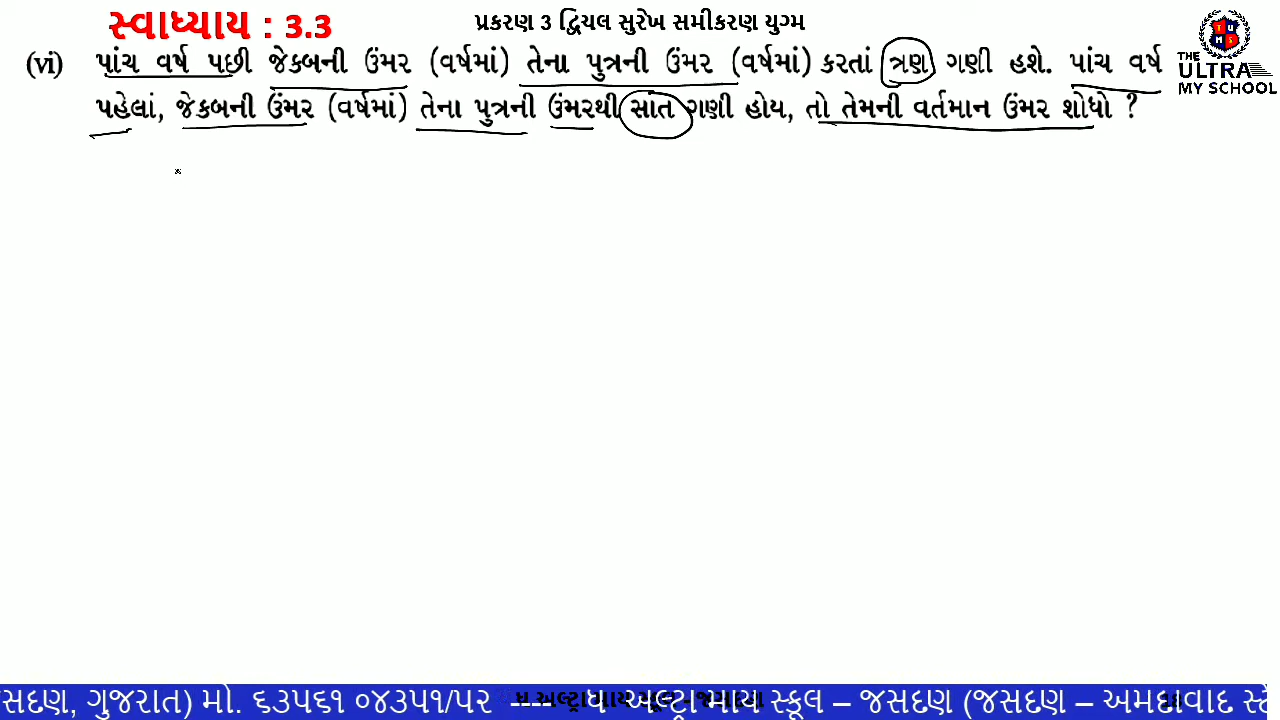 સ્વાધ્યાય : 3.3
પ્રકરણ 3 દ્વિચલ સુરેખ સમીકરણ યુગ્મ
THE
ULTRA
MY SCHOOL
(vi) પાંચ વર્ષ પછી જેકબની ઉંમર (વર્ષમાં) તેના પુત્રની ઉંમર (વર્ષમાં) કરતાં ત્રણ ગણી હશે. પાંચ વર્ષ
પહેલાં, જેકબની ઉંમર (વર્ષમાં) તેના પુત્રની ઉંમરથી સાત ગણી હોય, તો તેમની વર્તમાન ઉંમર શોધો ?
સદણ, ગુજરાત) મો. ૬૩૫૬૧ ૦૪૩૫૧/૫૨ ---- ધ અલ્ટ્રા માય સ્કૂલ – જસદણ (જસદણ – અમદાવાદ